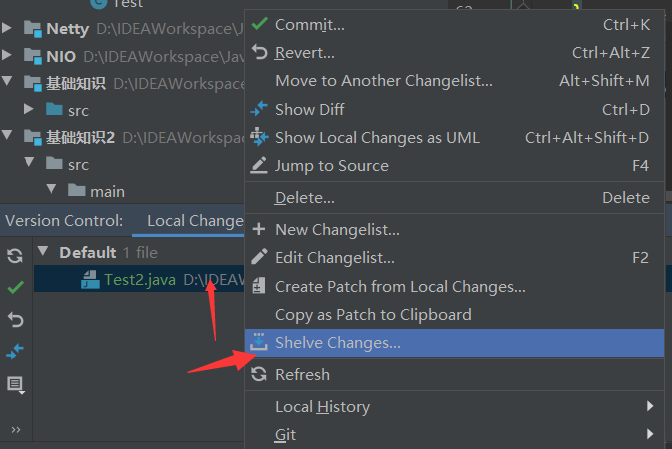 Test
Netty D:\IDEAWorkspace\J
NIO D:\IDEAWorkspace\Jav
基础知识 D:\IDEAWorkspac
src
基础知识2 D:\IDEAWorkspa
src
main
Version Control: Local Change
Default 1 file
Test2.java D:\IDEAW
Commit... Ctrl+K
Revert... Ctrl+Alt+Z
Move to Another Changelist... Alt+Shift+M
Show Diff Ctrl+D
Show Local Changes as UML Ctrl+Alt+Shift+D
Jump to Source F4
Delete... Delete
New Changelist...
Edit Changelist... F2
Create Patch from Local Changes...
Copy as Patch to Clipboard
Shelve Changes...
Refresh
Local History
Git